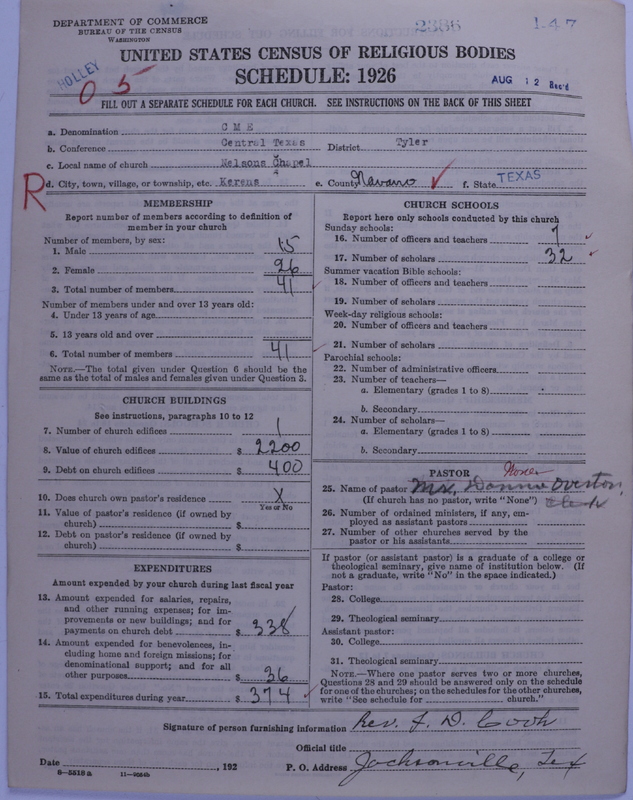 DEPARTMENT OF COMMERCE
BUREAU OF THE CENSUS
WASHINGTON
2386
1-47
UNITED STATES CENSUS OF RELIGIOUS BODIES
HOLLEY
05
SCHEDULE: 1926
AUG 12 Rec'd
FILL OUT A SEPARATE SCHEDULE FOR EACH CHURCH. SEE INSTRUCTIONS ON THE BACK OF THIS SHEET
a. Denomination C M E
b. Conference Central Texas District Tyler
c. Local name of church Nelsons Chapel
R d. City, town, village, or township, etc. Kerens e. County Navarro f. State TEXAS
MEMBERSHIP
Report number of members according to definition of
member in your church
Number of members, by sex:
1. Male 15
2. Female 26
3. Total number of members 41
Number of members under and over 13 years old:
4. Under 13 years of age
5. 13 years old and over
6. Total number of members 41
NOTE.—The total given under Question 6 should be the
same as the total of males and females given under Question 3.
CHURCH BUILDINGS
See instructions, paragraphs 10 to 12
7. Number of church edifices 1
8. Value of church edifices $ 2200
9. Debt on church edifices $ 400
10. Does church own pastor's residence X
Yes or No
11. Value of pastor's residence (if owned by
church) $
12. Debt on pastor's residence (if owned by
church) $
EXPENDITURES
Amount expended by your church during last fiscal year
13. Amount expended for salaries, repairs,
and other running expenses; for im-
provements or new buildings; and for
payments on church debt $ 338
14. Amount expended for benevolences, in-
cluding home and foreign missions; for
denominational support; and for all
other purposes $ 36
15. Total expenditures during year $ 374
CHURCH SCHOOLS
Report here only schools conducted by this church
Sunday schools:
16. Number of officers and teachers 7
17. Number of scholars 32
Summer vacation Bible schools:
18. Number of officers and teachers
19. Number of scholars
Week-day religious schools:
20. Number of officers and teachers
21. Number of scholars
Parochial schools:
22. Number of administrative officers
23. Number of teachers—
a. Elementary (grades 1 to 8)
b. Secondary
24. Number of scholars—
a. Elementary (grades 1 to 8)
b. Secondary
PASTOR
25. Name of pastor Mrs, Donnie Overton,
(If church has no pastor, write "None") Clerk
26. Number of ordained ministers, if any, em-
ployed as assistant pastors
27. Number of other churches served by the
pastor or his assistants
If pastor (or assistant pastor) is a graduate of a college or
theological seminary, give name of institution below. (If
not a graduate, write "No" in the space indicated.)
Pastor:
28. College
29. Theological seminary
Assistant pastor:
30. College
31. Theological seminary
NOTE.—Where one pastor serves two or more churches,
Questions 28 and 29 should be answered only on the schedule
for one of the churches; on the schedules for the other churches,
write "See schedule for church."
Signature of person furnishing information Rev. J. D. Cook
Official title
Date , 192
P. O. Address Jacksonville, Tex
8—5518 a 11—9064b